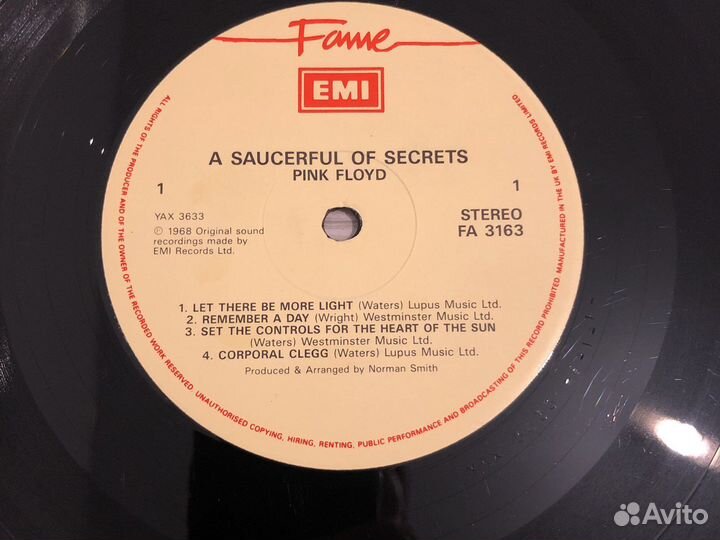 Fame
EMI
A SAUCERFUL OF SECRETS
PINK FLOYD
1
1
YAX 3633
℗ 1968 Original sound
recordings made by
EMI Records Ltd.
STEREO
FA 3163
1. LET THERE BE MORE LIGHT (Waters) Lupus Music Ltd.
2. REMEMBER A DAY (Wright) Westminster Music Ltd.
3. SET THE CONTROLS FOR THE HEART OF THE SUN
(Waters) Westminster Music Ltd.
4. CORPORAL CLEGG (Waters) Lupus Music Ltd.
Produced & Arranged by Norman Smith
ALL RIGHTS OF THE PRODUCER AND OF THE OWNER OF THE RECORDED WORK RESERVED. UNAUTHORISED COPYING, HIRING, RENTING, PUBLIC PERFORMANCE AND BROADCASTING OF THIS RECORD PROHIBITED. MANUFACTURED IN THE UK BY EMI RECORDS LIMITED
Avito